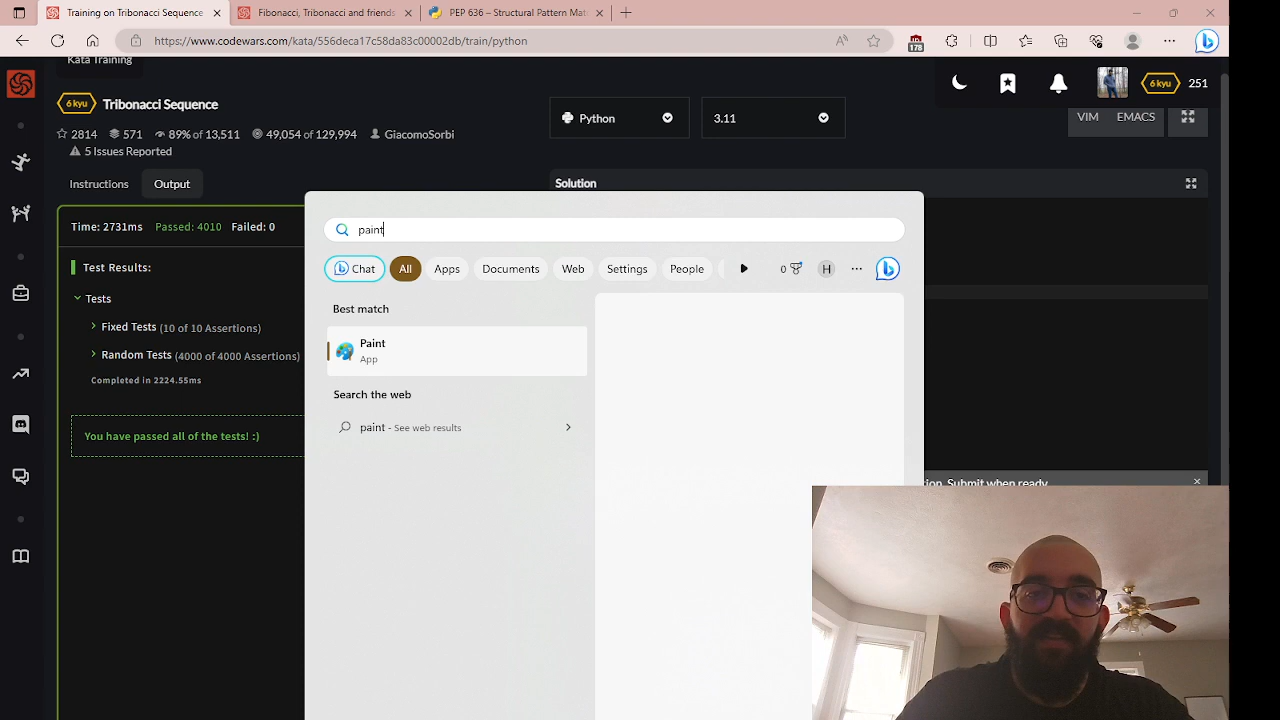 Training on Tribonacci Sequence
Fibonacci, Tribonacci and friends
PEP 636 – Structural Pattern Mat
https://www.codewars.com/kata/556deca17c58da83c00002db/train/python
178
Kata Training
6 kyu Tribonacci Sequence
Python
3.11
6 kyu 251
VIM EMACS
2814 571 89% of 13,511 49,054 of 129,994 GiacomoSorbi
5 Issues Reported
Instructions Output
Solution
Time: 2731ms Passed: 4010 Failed: 0
Test Results:
Tests
Fixed Tests (10 of 10 Assertions)
Random Tests (4000 of 4000 Assertions)
Completed in 2224.55ms
You have passed all of the tests! :)
paint
Chat All Apps Documents Web Settings People 0 H
Best match
Paint
App
Search the web
paint - See web results
ion. Submit when ready.